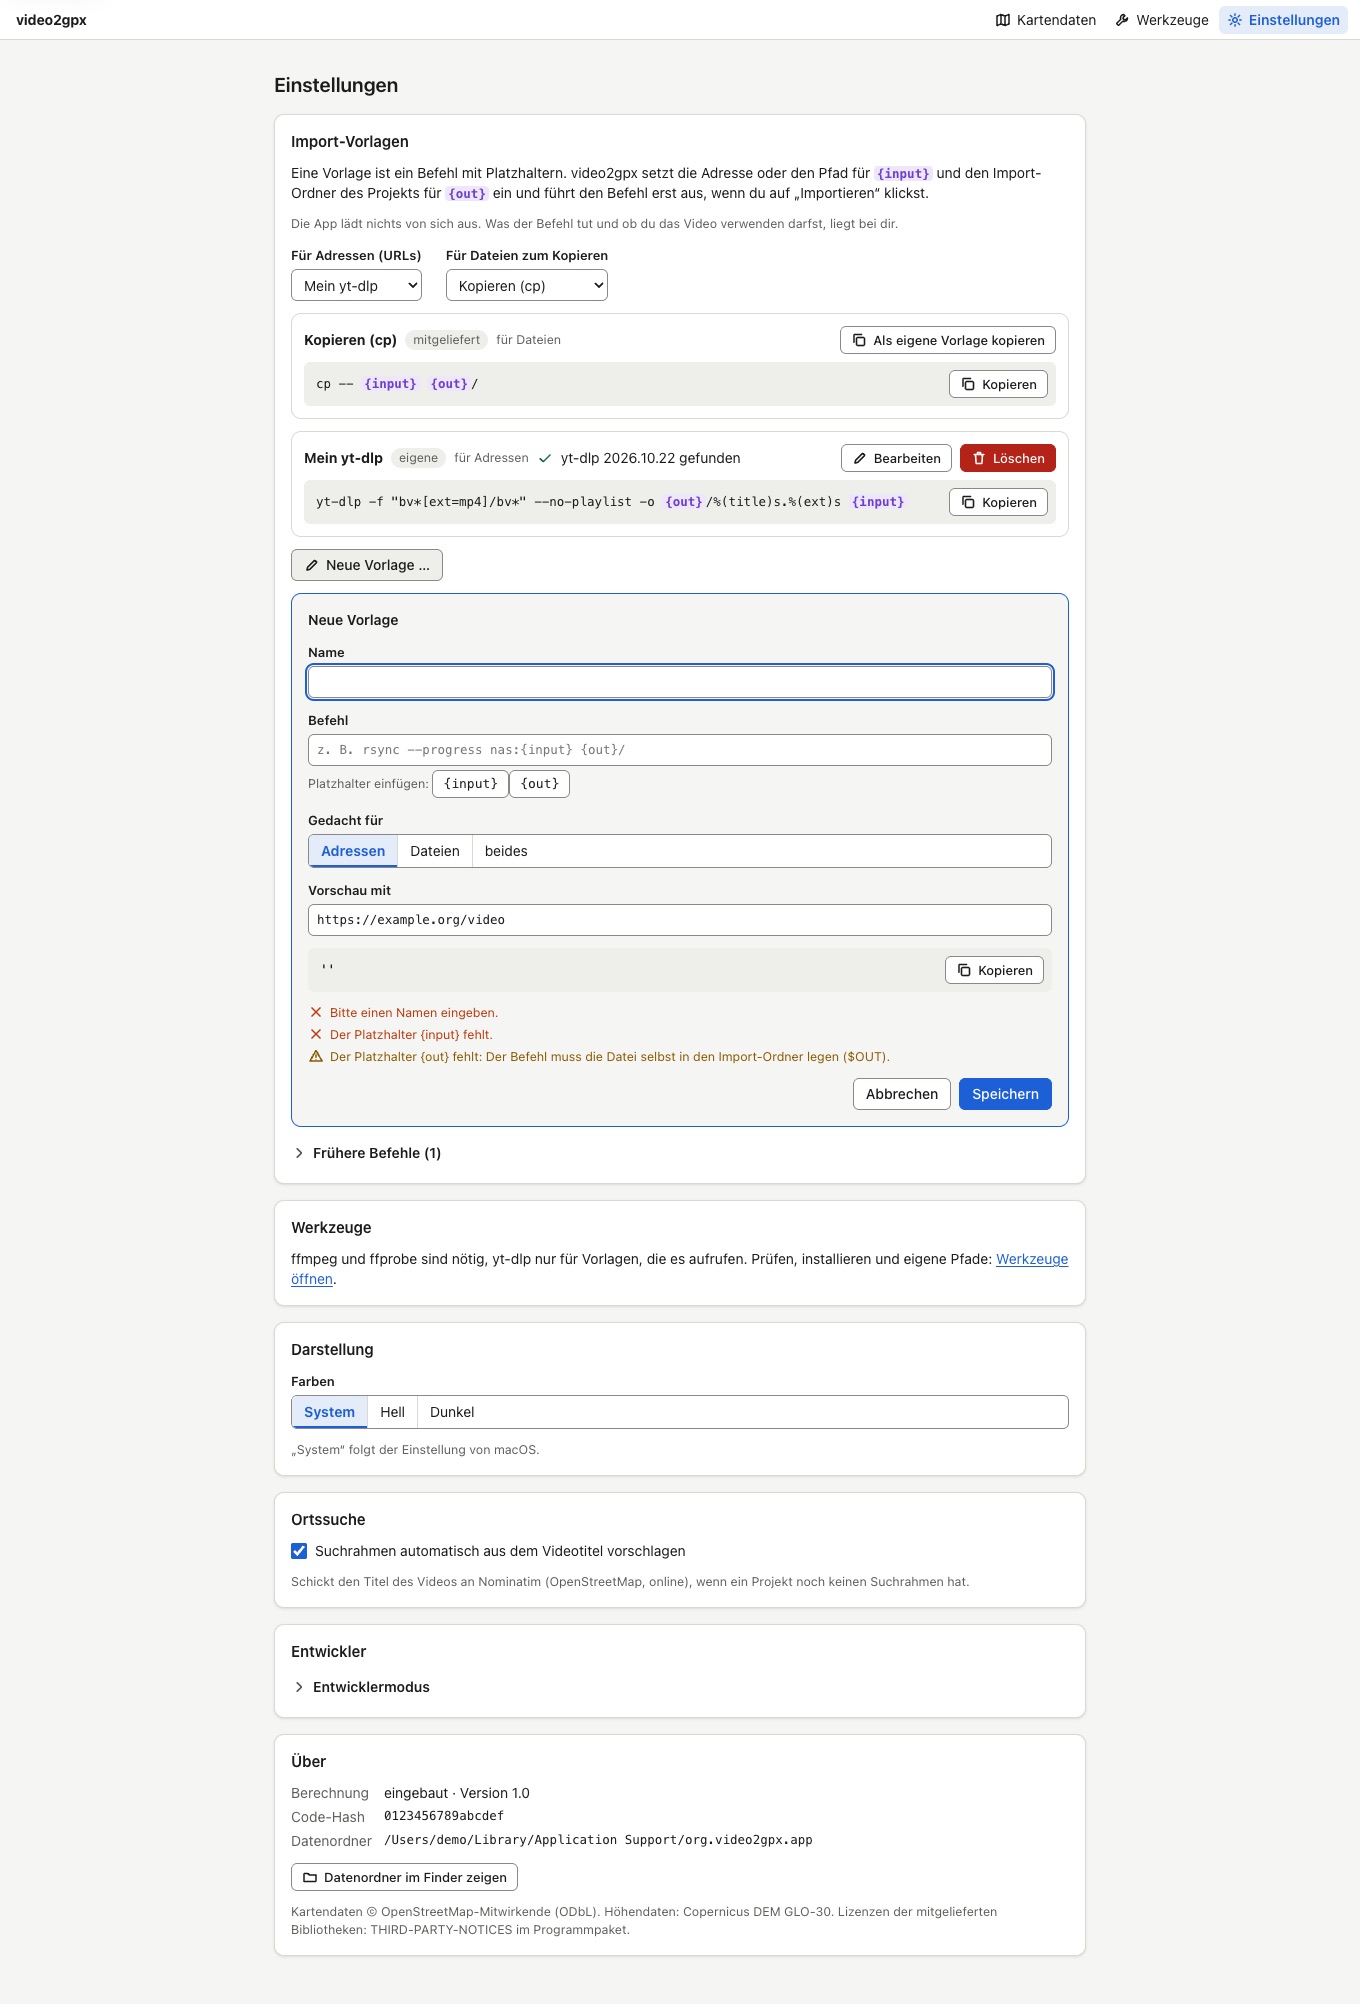 video2gpx
Kartendaten
Werkzeuge
Einstellungen
Einstellungen
Import-Vorlagen
Eine Vorlage ist ein Befehl mit Platzhaltern. video2gpx setzt die Adresse oder den Pfad für {input} und den Import-
Ordner des Projekts für {out} ein und führt den Befehl erst aus, wenn du auf „Importieren“ klickst.
Die App lädt nichts von sich aus. Was der Befehl tut und ob du das Video verwenden darfst, liegt bei dir.
Für Adressen (URLs)
Für Dateien zum Kopieren
Mein yt-dlp
Kopieren (cp)
Kopieren (cp) mitgeliefert für Dateien
Als eigene Vorlage kopieren
cp -- {input} {out}/
Kopieren
Mein yt-dlp eigene für Adressen yt-dlp 2026.10.22 gefunden
Bearbeiten
Löschen
yt-dlp -f "bv*[ext=mp4]/bv*" --no-playlist -o {out}/%(title)s.%(ext)s {input}
Kopieren
Neue Vorlage ...
Neue Vorlage
Name
Befehl
z. B. rsync --progress nas:{input} {out}/
Platzhalter einfügen: {input} {out}
Gedacht für
Adressen Dateien beides
Vorschau mit
https://example.org/video
''
Kopieren
Bitte einen Namen eingeben.
Der Platzhalter {input} fehlt.
Der Platzhalter {out} fehlt: Der Befehl muss die Datei selbst in den Import-Ordner legen ($OUT).
Abbrechen
Speichern
Frühere Befehle (1)
Werkzeuge
ffmpeg und ffprobe sind nötig, yt-dlp nur für Vorlagen, die es aufrufen. Prüfen, installieren und eigene Pfade: Werkzeuge
öffnen.
Darstellung
Farben
System Hell Dunkel
„System“ folgt der Einstellung von macOS.
Ortssuche
Suchrahmen automatisch aus dem Videotitel vorschlagen
Schickt den Titel des Videos an Nominatim (OpenStreetMap, online), wenn ein Projekt noch keinen Suchrahmen hat.
Entwickler
Entwicklermodus
Über
Berechnung eingebaut · Version 1.0
Code-Hash 0123456789abcdef
Datenordner /Users/demo/Library/Application Support/org.video2gpx.app
Datenordner im Finder zeigen
Kartendaten © OpenStreetMap-Mitwirkende (ODbL). Höhendaten: Copernicus DEM GLO-30. Lizenzen der mitgelieferten
Bibliotheken: THIRD-PARTY-NOTICES im Programmpaket.